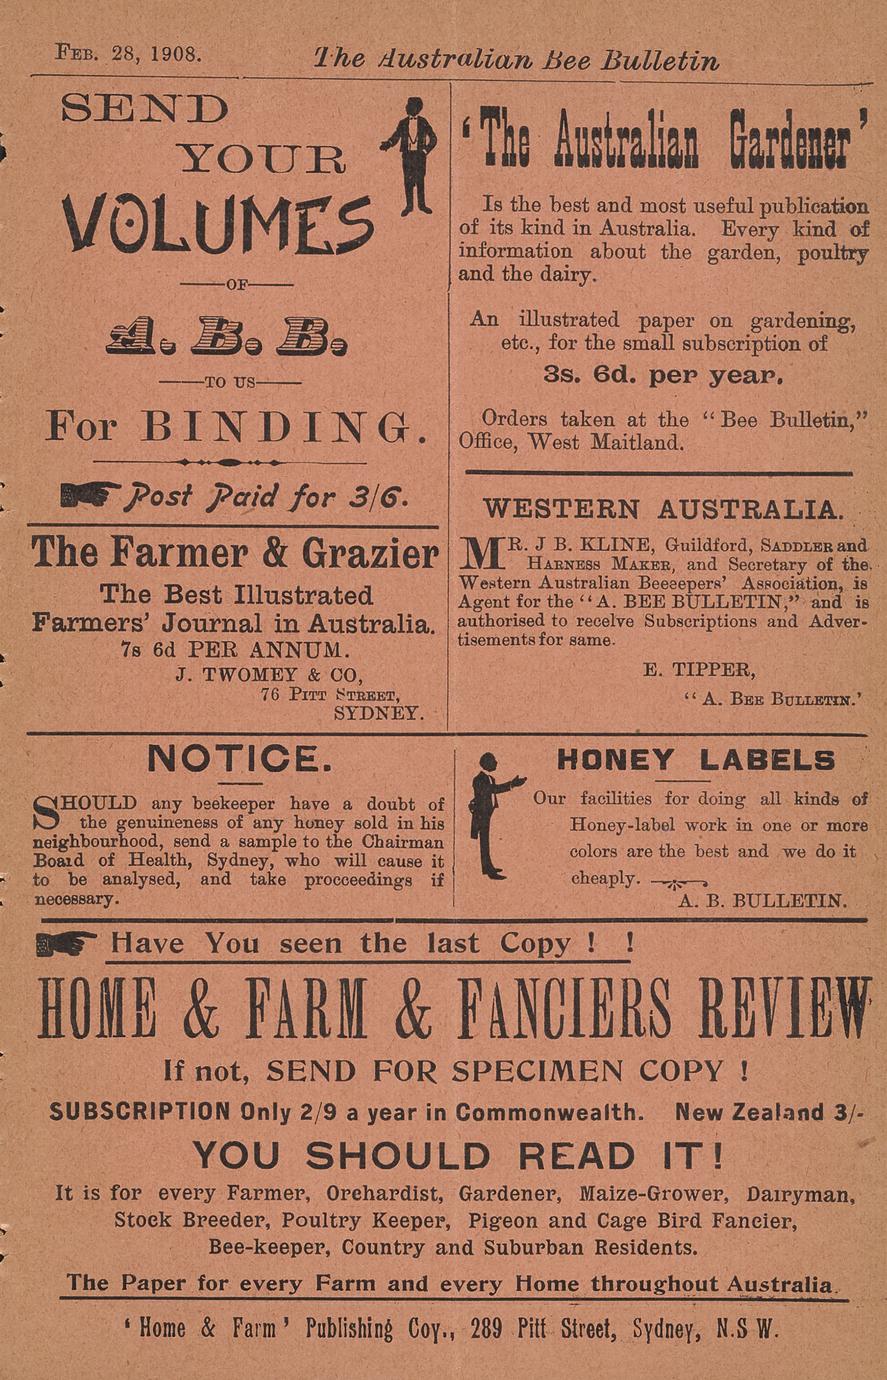 FEB. 28, 1908. The Australian Bee Bulletin
SEND
YOUR
VOLUMES
OF
A. B. B.
TO US
For BINDING.
Post Paid for 3/6.
The Farmer & Grazier
The Best Illustrated
Farmers' Journal in Australia.
7s 6d PER ANNUM.
J. TWOMEY & CO,
76 PITT STREET,
SYDNEY.
'The Australian Gardener'
Is the best and most useful publication
of its kind in Australia. Every kind of
information about the garden, poultry
and the dairy.
An illustrated paper on gardening,
etc., for the small subscription of
3s. 6d. per year.
Orders taken at the "Bee Bulletin,"
Office, West Maitland.
WESTERN AUSTRALIA.
MR. J B. KLINE, Guildford, SADDLER and
HARNESS MAKER, and Secretary of the
Western Australian Beeeepers' Association, is
Agent for the "A. BEE BULLETIN," and is
authorised to receive Subscriptions and Adver-
tisements for same.
E. TIPPER,
"A. BEE BULLETIN.'
NOTICE.
SHOULD any beekeeper have a doubt of
the genuineness of any honey sold in his
neighbourhood, send a sample to the Chairman
Board of Health, Sydney, who will cause it
to be analysed, and take procceedings if
necessary.
HONEY LABELS
Our facilities for doing all kinds of
Honey-label work in one or more
colors are the best and we do it
cheaply.
A. B. BULLETIN.
Have You seen the last Copy ! !
HOME & FARM & FANCIERS REVIEW
If not, SEND FOR SPECIMEN COPY !
SUBSCRIPTION Only 2/9 a year in Commonwealth. New Zealand 3/-
YOU SHOULD READ IT!
It is for every Farmer, Orchardist, Gardener, Maize-Grower, Dairyman,
Stock Breeder, Poultry Keeper, Pigeon and Cage Bird Fancier,
Bee-keeper, Country and Suburban Residents.
The Paper for every Farm and every Home throughout Australia.
'Home & Farm' Publishing Coy., 289 Pitt Street, Sydney, N.S W.